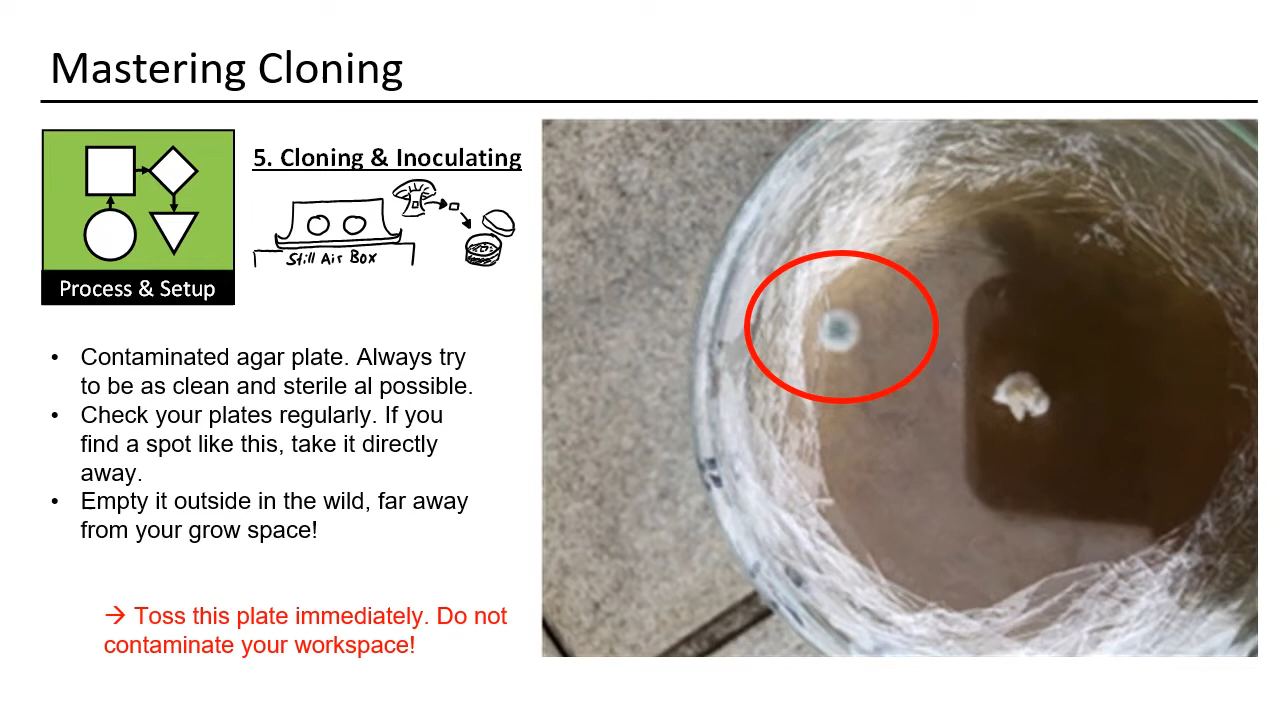 Mastering Cloning
5. Cloning & Inoculating
Still Air Box
Process & Setup
• Contaminated agar plate. Always try
to be as clean and sterile al possible.
• Check your plates regularly. If you
find a spot like this, take it directly
away.
• Empty it outside in the wild, far away
from your grow space!
→ Toss this plate immediately. Do not
contaminate your workspace!